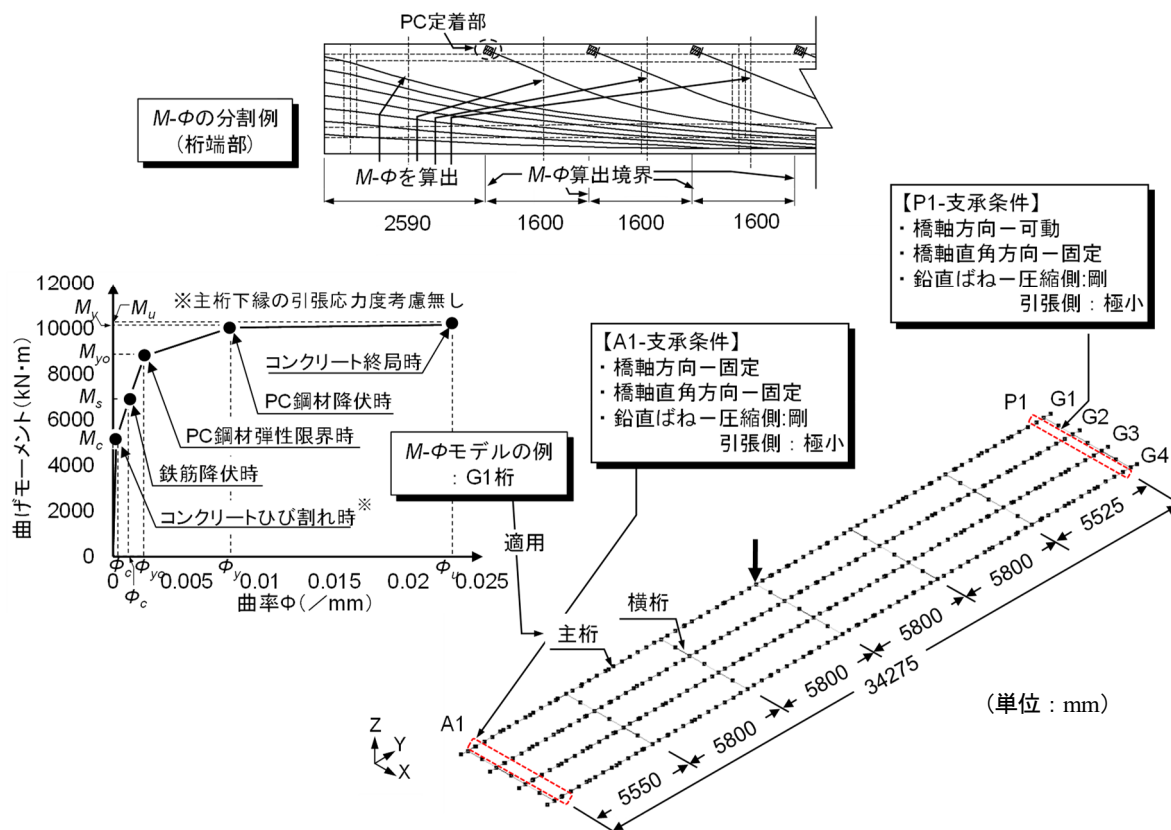 PC定着部
M-Φの分割例
(桁端部)
M-Φを算出
M-Φ算出境界
2590
1600
1600
1600
【P1-支承条件】
・橋軸方向ー可動
・橋軸直角方向ー固定
・鉛直ばねー圧縮側:剛
引張側：極小
【A1-支承条件】
・橋軸方向ー固定
・橋軸直角方向ー固定
・鉛直ばねー圧縮側:剛
引張側：極小
12000
10000
8000
6000
4000
2000
0
My
Mu
Myo
Ms
Mc
曲げモーメント(kN・m)
※主桁下縁の引張応力度考慮無し
コンクリート終局時
PC鋼材降伏時
PC鋼材弾性限界時
鉄筋降伏時
コンクリートひび割れ時※
Φc
Φyo
Φy
Φu
0
0.005
0.01
0.015
0.02
0.025
Φc
曲率Φ(／mm)
M-Φモデルの例
：G1桁
適用
主桁
横桁
P1
G1
G2
G3
G4
A1
Z
Y
X
5550
5800
5800
5800
5800
5525
34275
（単位：mm）